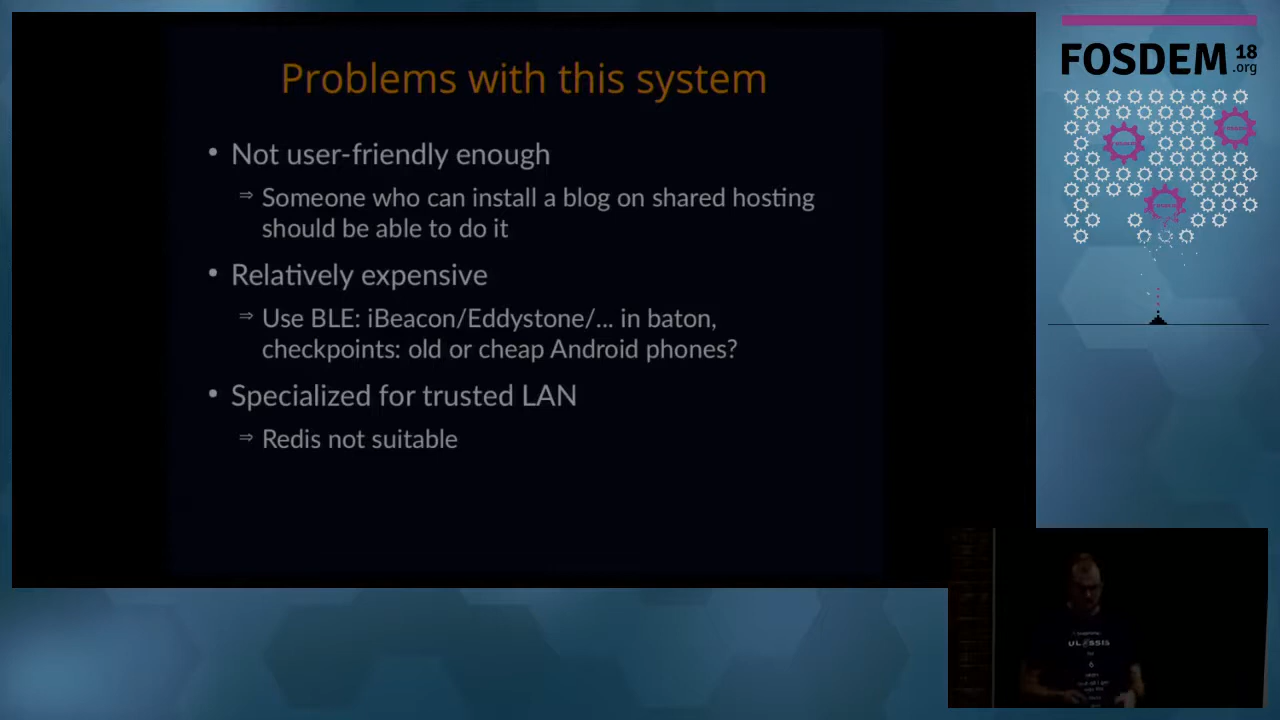 Problems with this system
• Not user-friendly enough
⇒ Someone who can install a blog on shared hosting
should be able to do it
• Relatively expensive
⇒ Use BLE: iBeacon/Eddystone/... in baton,
checkpoints: old or cheap Android phones?
• Specialized for trusted LAN
⇒ Redis not suitable
FOSDEM 18
.org
ULYSSIS
6